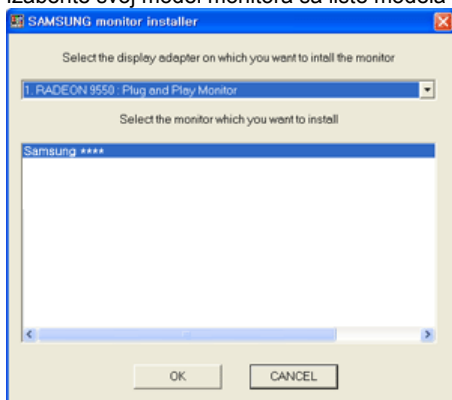 izaberite svoj model monitora sa liste modela
SAMSUNG monitor installer
Select the display adapter on which you want to intall the monitor
1. RADEON 9550 : Plug and Play Monitor
Select the monitor which you want to install
Samsung ****
OK
CANCEL